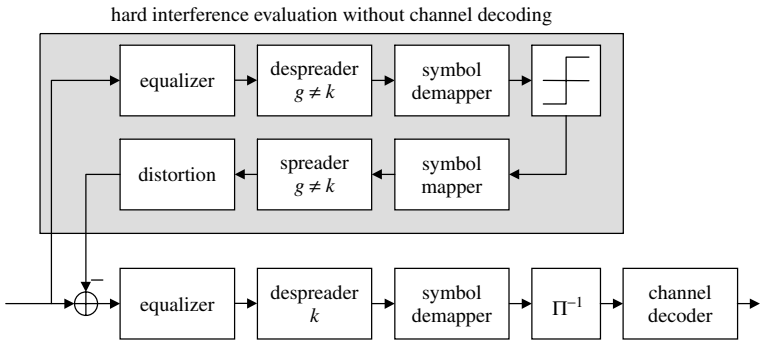 hard interference evaluation without channel decoding
equalizer
despreader
g ≠ k
symbol
demapper
distortion
spreader
g ≠ k
symbol
mapper
−
equalizer
despreader
k
symbol
demapper
Π⁻¹
channel
decoder